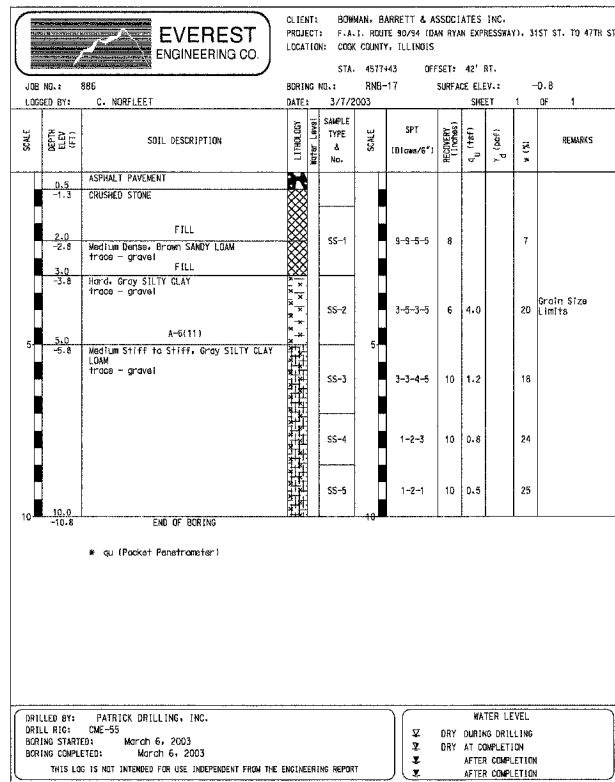 EVEREST
ENGINEERING CO.
CLIENT: BOWMAN, BARRETT & ASSOCIATES INC.
PROJECT: F.A.I. ROUTE 90/94 (DAN RYAN EXPRESSWAY), 31ST ST. TO 47TH ST
LOCATION: COOK COUNTY, ILLINOIS
STA. 4577+43 OFFSET: 42' RT.
JOB NO.: 886 BORING NO.: RNB-17 SURFACE ELEV.: -0.8
LOGGED BY: C. NORFLEET DATE: 3/7/2003 SHEET 1 OF 1
SCALE DEPTH ELEV (FT) SOIL DESCRIPTION LITHOLOGY Water Level SAMPLE TYPE & No. SCALE SPT (Blows/6") RECOVERY (Inches) qu (tsf) γd (pcf) w (%) REMARKS
ASPHALT PAVEMENT
0.5
-1.3 CRUSHED STONE
FILL
2.0
-2.8 Medium Dense, Brown SANDY LOAM SS-1 9-9-5-5 8 7
trace - gravel
FILL
3.0
-3.8 Hard, Gray SILTY CLAY
trace - gravel
SS-2 3-5-3-5 6 4.0 20 Grain Size
Limits
A-6(11)
5 5.0 5
-5.8 Medium Stiff to Stiff, Gray SILTY CLAY
LOAM
trace - gravel
SS-3 3-3-4-5 10 1.2 18
SS-4 1-2-3 10 0.8 24
SS-5 1-2-1 10 0.5 25
10 10.0 10
-10.8 END OF BORING
* qu (Pocket Penetrometer)
DRILLED BY: PATRICK DRILLING, INC.
DRILL RIG: CME-55
BORING STARTED: March 6, 2003
BORING COMPLETED: March 6, 2003
THIS LOG IS NOT INTENDED FOR USE INDEPENDENT FROM THE ENGINEERING REPORT
WATER LEVEL
DRY DURING DRILLING
DRY AT COMPLETION
AFTER COMPLETION
AFTER COMPLETION